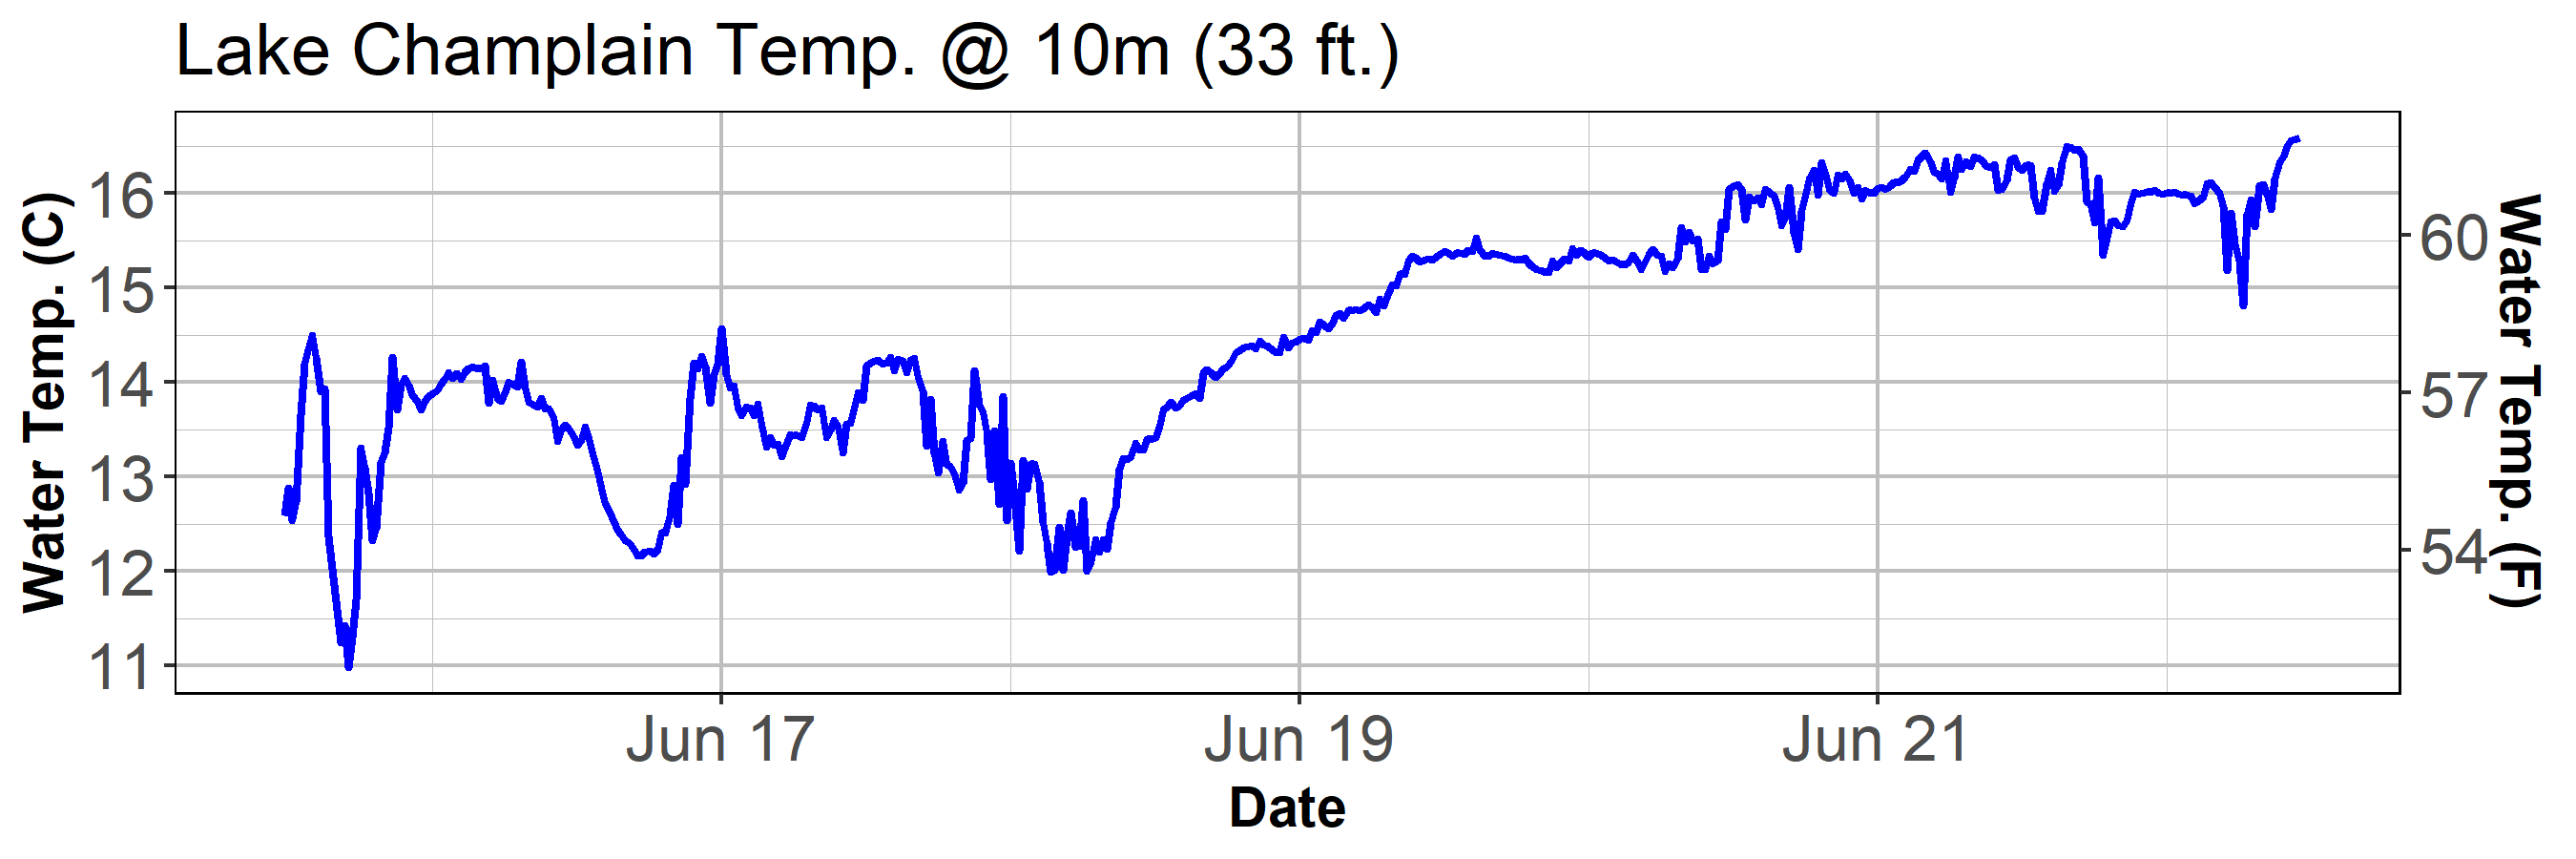 Lake Champlain Temp. @ 10m (33 ft.)
Water Temp. (C)
16
15
14
13
12
11
60
57
54
Water Temp. (F)
Jun 17
Jun 19
Jun 21
Date